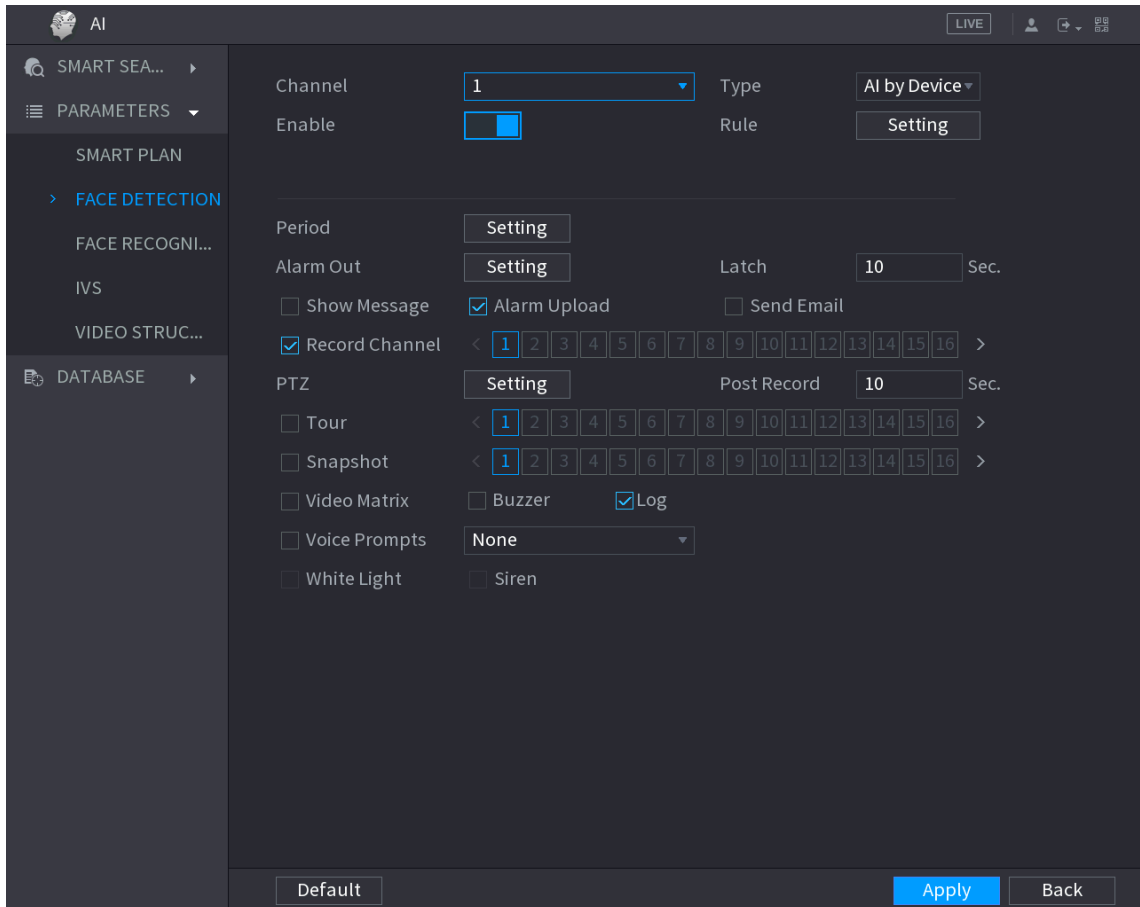 AI LIVE
SMART SEA...
PARAMETERS
SMART PLAN
FACE DETECTION
FACE RECOGNI...
IVS
VIDEO STRUC...
DATABASE
Channel 1 Type AI by Device
Enable Rule Setting
Period Setting
Alarm Out Setting Latch 10 Sec.
Show Message Alarm Upload Send Email
Record Channel < 1 2 3 4 5 6 7 8 9 10 11 12 13 14 15 16 >
PTZ Setting Post Record 10 Sec.
Tour < 1 2 3 4 5 6 7 8 9 10 11 12 13 14 15 16 >
Snapshot < 1 2 3 4 5 6 7 8 9 10 11 12 13 14 15 16 >
Video Matrix Buzzer Log
Voice Prompts None
White Light Siren
Default Apply Back